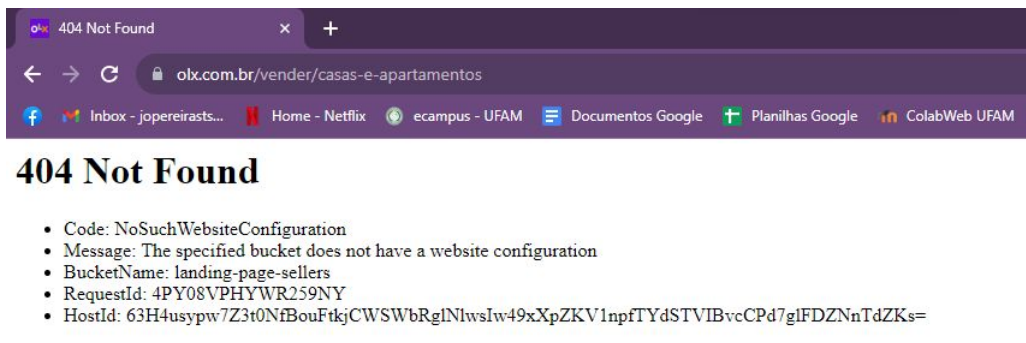 olx 404 Not Found
olx.com.br/vender/casas-e-apartamentos
Inbox - jopereirasts... Home - Netflix ecampus - UFAM Documentos Google Planilhas Google ColabWeb UFAM
404 Not Found
Code: NoSuchWebsiteConfiguration
Message: The specified bucket does not have a website configuration
BucketName: landing-page-sellers
RequestId: 4PY08VPHYWR259NY
HostId: 63H4usypw7Z3t0NfBouFtkjCWSWbRglNlwsIw49xXpZKV1npfTYdSTVIBvcCPd7glFDZNnTdZKs=